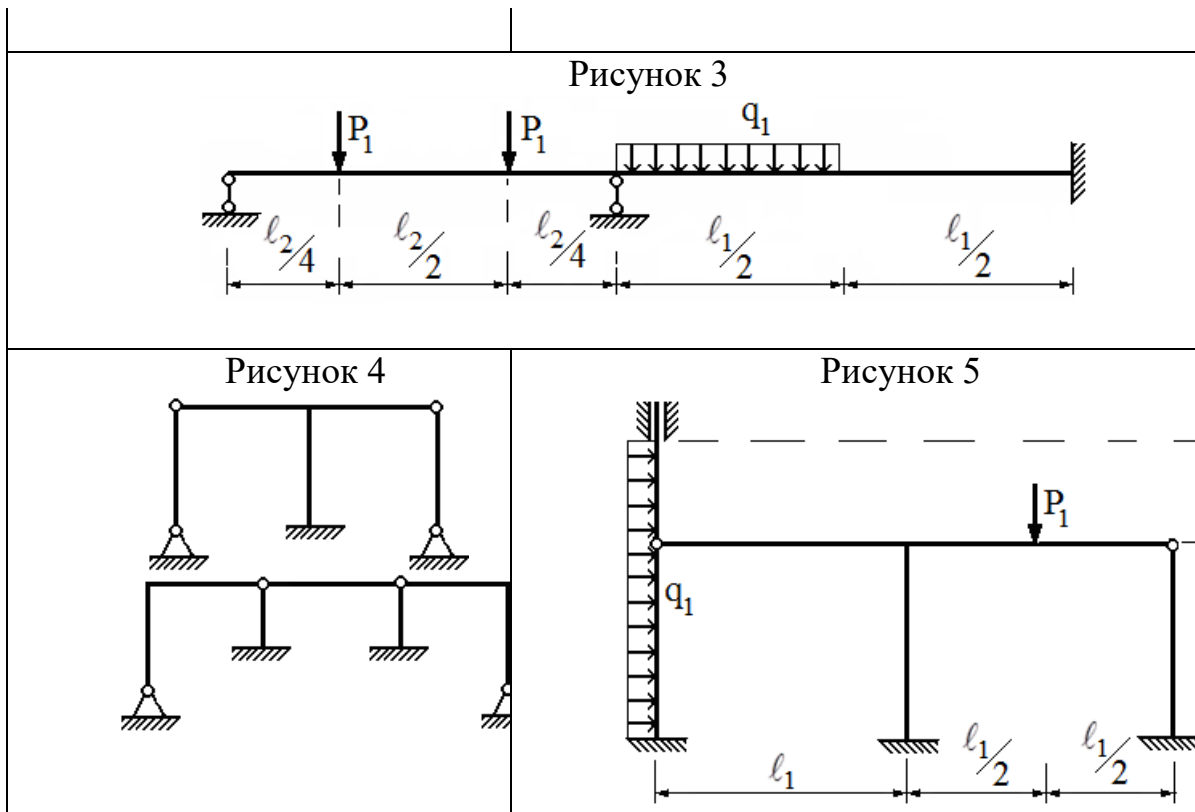 Рисунок 3
P₁ P₁ q₁
ℓ₂/4 ℓ₂/2 ℓ₂/4 ℓ₁/2 ℓ₁/2
Рисунок 4
Рисунок 5
P₁
q₁
ℓ₁ ℓ₁/2 ℓ₁/2